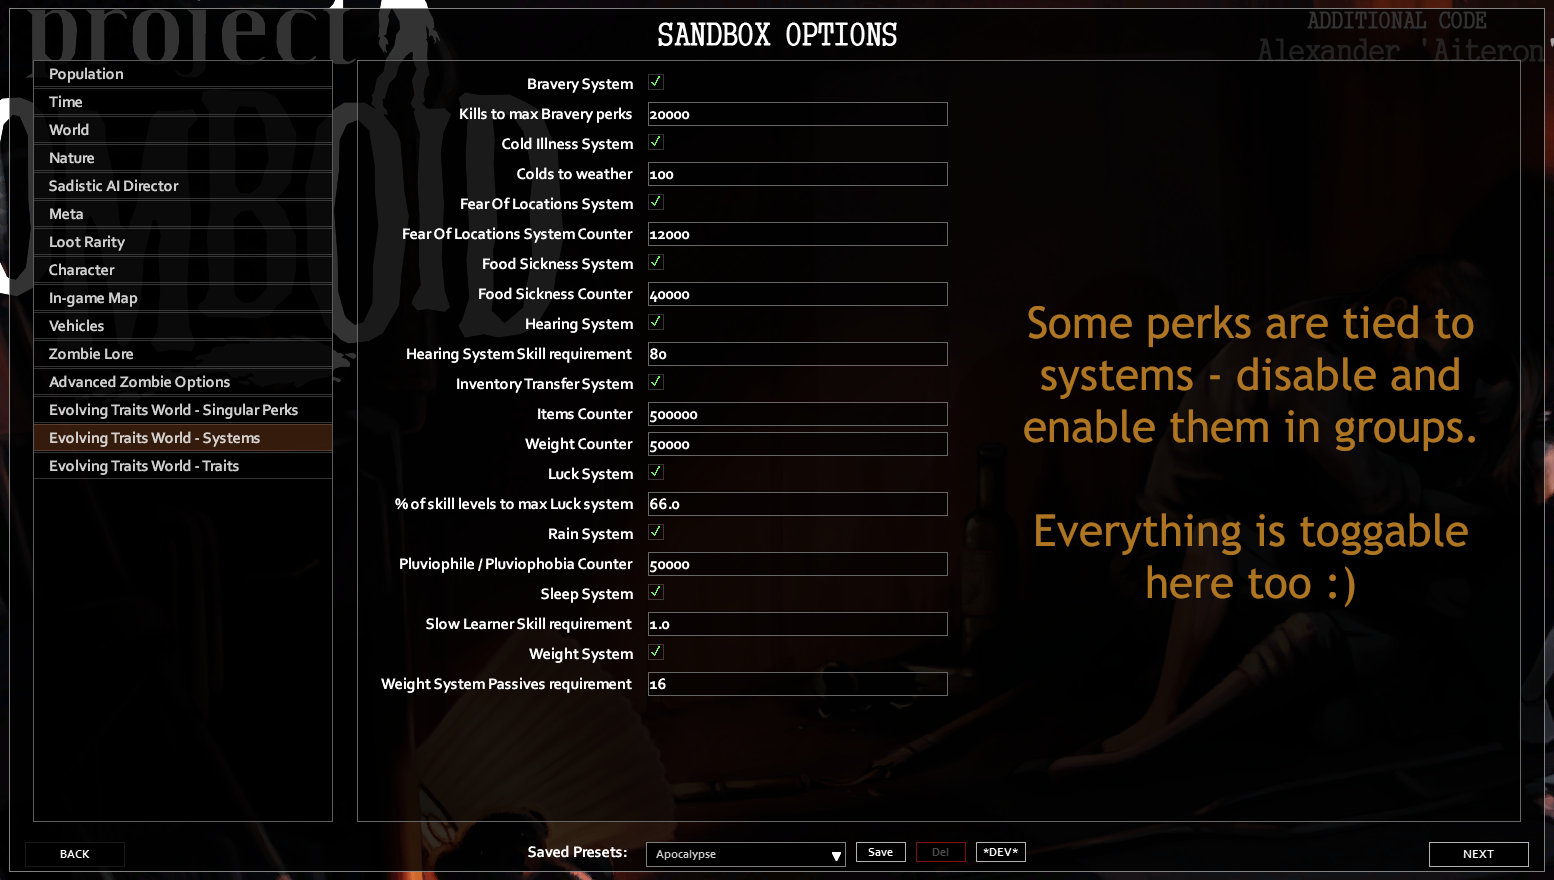 project
ZOMBOID
ADDITIONAL CODE
Alexander 'Aiteron'
SANDBOX OPTIONS
Population
Time
World
Nature
Sadistic AI Director
Meta
Loot Rarity
Character
In-game Map
Vehicles
Zombie Lore
Advanced Zombie Options
Evolving Traits World - Singular Perks
Evolving Traits World - Systems
Evolving Traits World - Traits
Bravery System
Kills to max Bravery perks 20000
Cold Illness System
Colds to weather 100
Fear Of Locations System
Fear Of Locations System Counter 12000
Food Sickness System
Food Sickness Counter 40000
Hearing System
Hearing System Skill requirement 80
Inventory Transfer System
Items Counter 500000
Weight Counter 50000
Luck System
% of skill levels to max Luck system 66.0
Rain System
Pluviophile / Pluviophobia Counter 50000
Sleep System
Slow Learner Skill requirement 1.0
Weight System
Weight System Passives requirement 16
Some perks are tied to
systems - disable and
enable them in groups.
Everything is toggable
here too :)
BACK
Saved Presets: Apocalypse Save Del *DEV*
NEXT